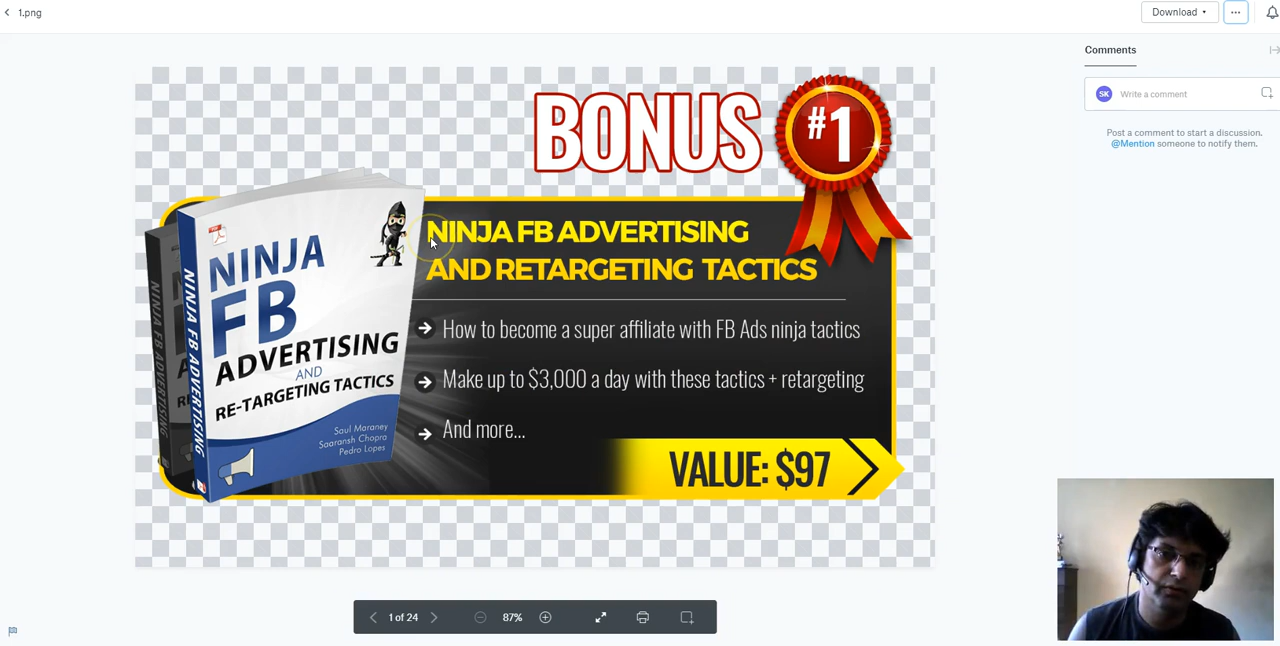 1.png
Download
Comments
SK
Write a comment
Post a comment to start a discussion.
@Mention someone to notify them.
BONUS
#1
NINJA FB ADVERTISING
AND RETARGETING TACTICS
How to become a super affiliate with FB Ads ninja tactics
Make up to $3,000 a day with these tactics + retargeting
And more...
VALUE: $97
NINJA
FB
ADVERTISING
AND
RE-TARGETING TACTICS
Saul Maraney
Saaransh Chopra
Pedro Lopes
NINJA FB ADVERTISING
NINJA FB ADVERTISING
1 of 24
87%